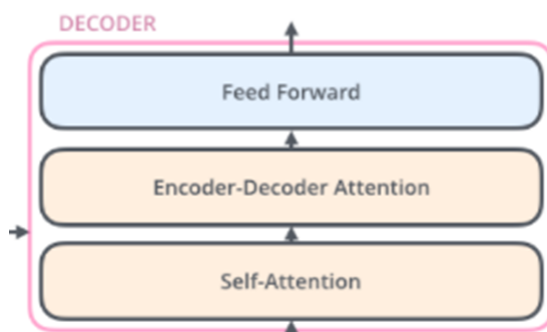 DECODER
Feed Forward
Encoder-Decoder Attention
Self-Attention